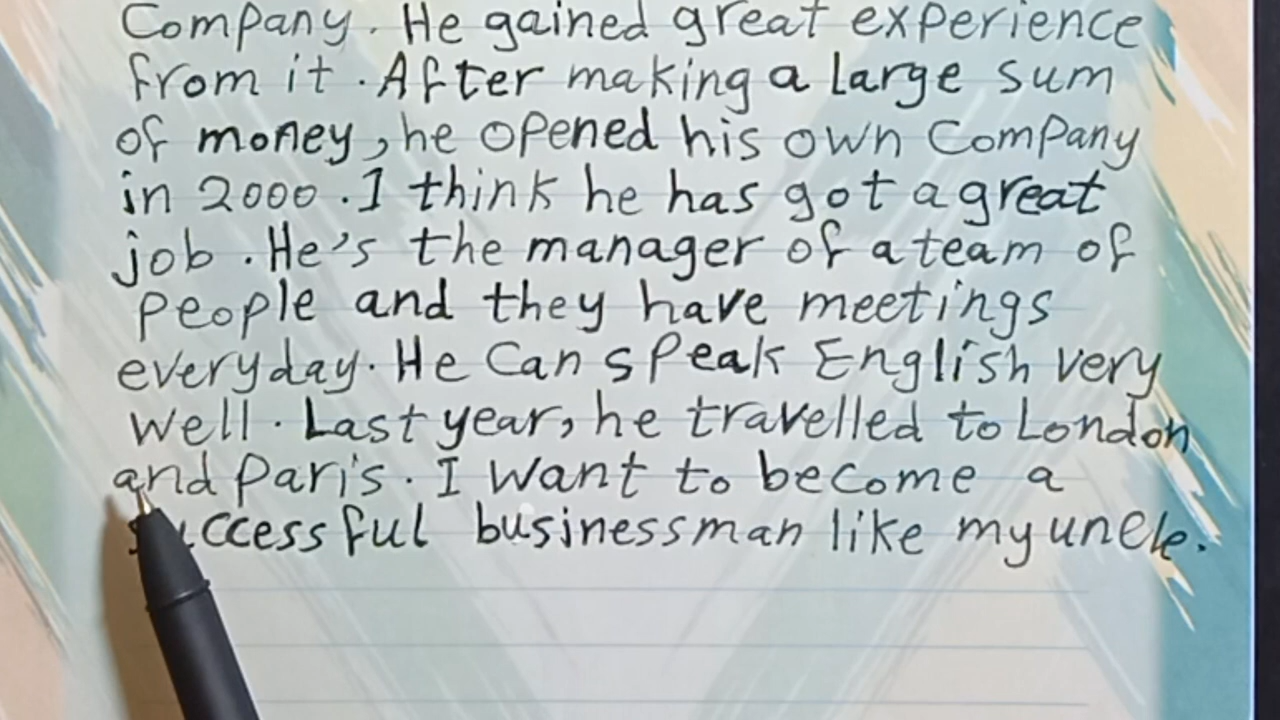 Company. He gained great experience
from it. After making a large sum
of money, he opened his own Company
in 2000. I think he has got a great
job. He's the manager of a team of
people and they have meetings
everyday. He Can speak English very
well. Last year, he travelled to London
and Paris. I want to become a
successful businessman like my uncle.